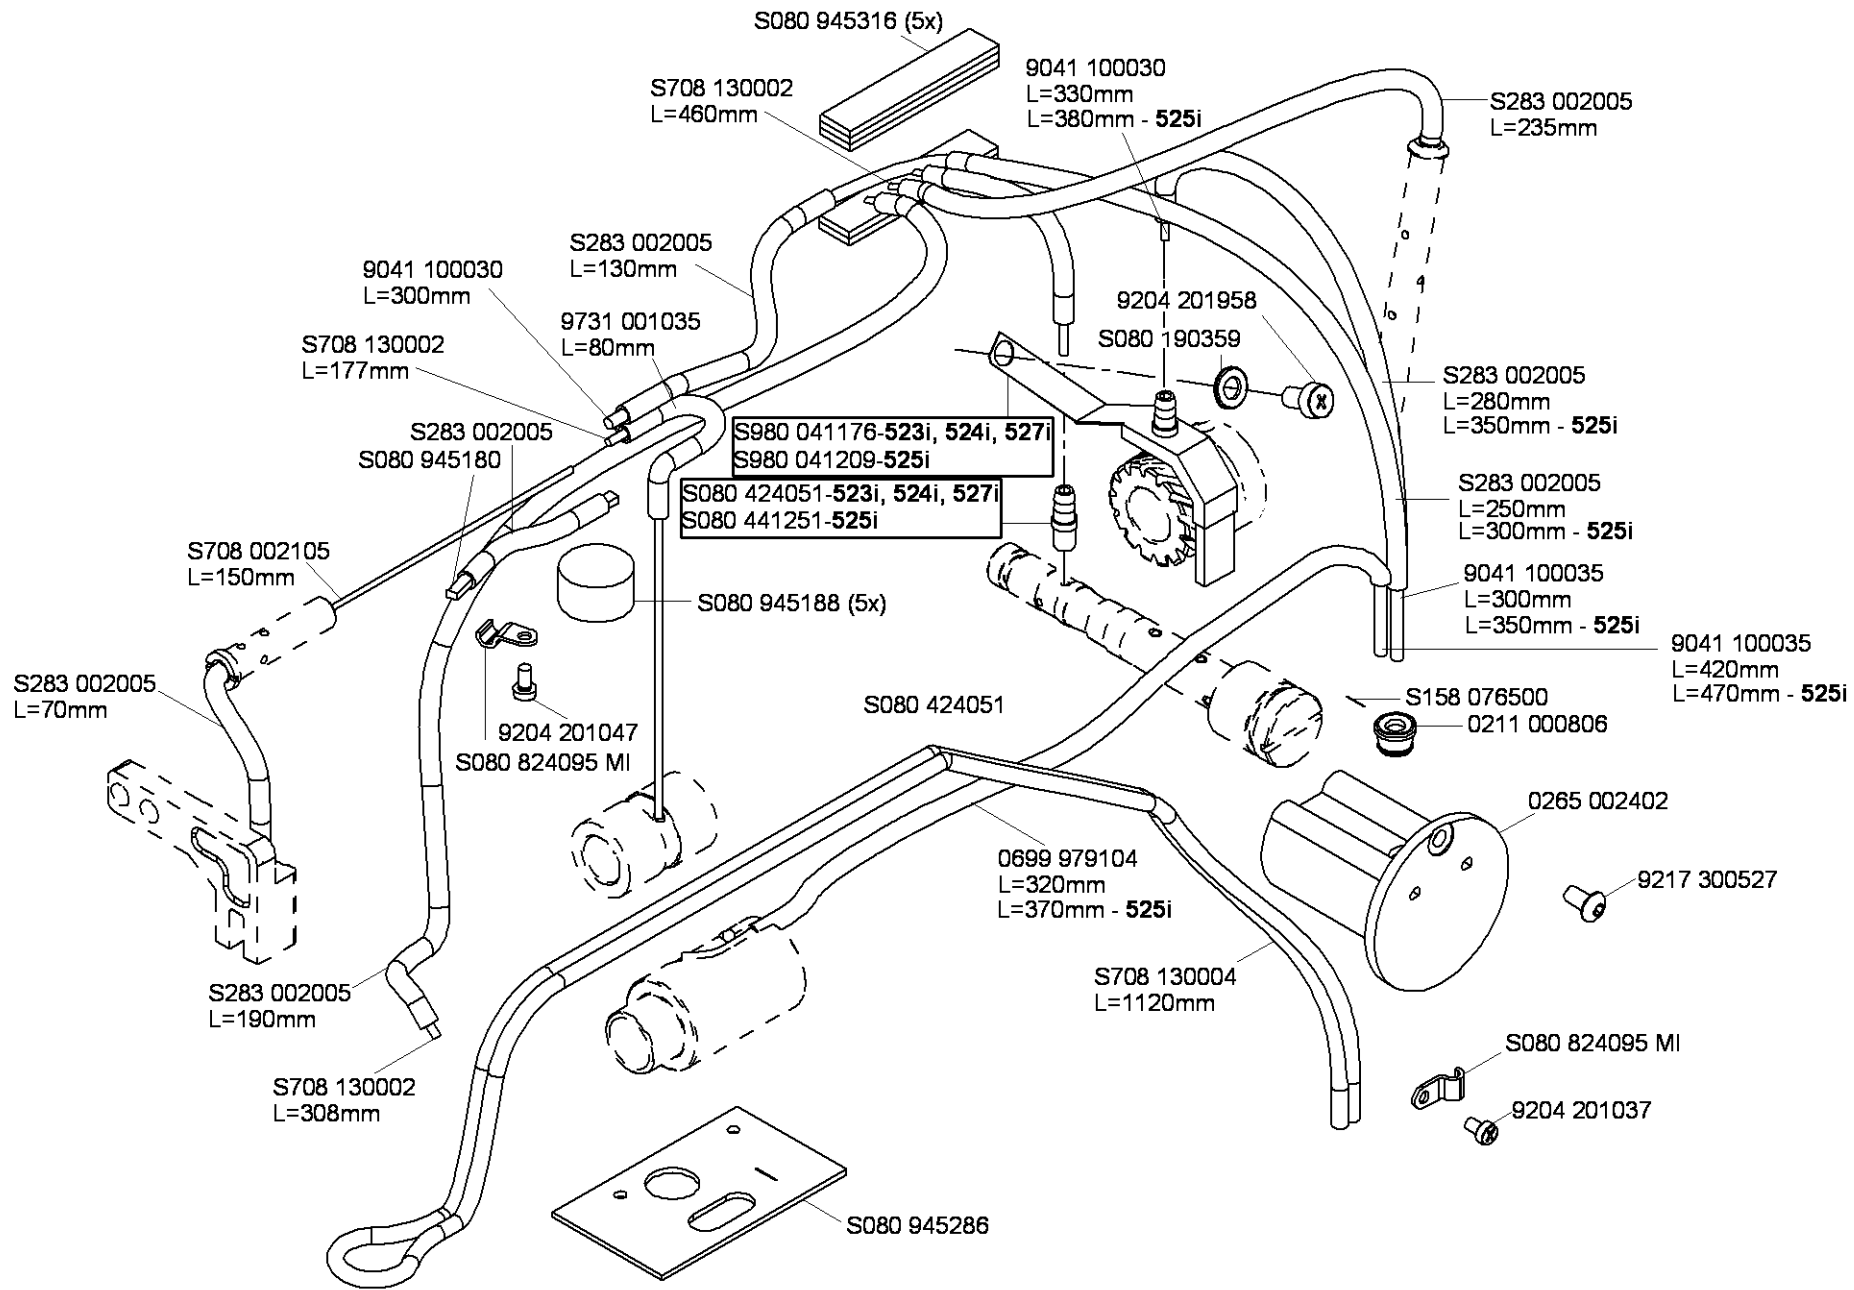 S080 945316 (5x)
S708 130002
L=460mm
9041 100030
L=330mm
L=380mm - 525i
S283 002005
L=235mm
S283 002005
L=130mm
9041 100030
L=300mm
9731 001035
L=80mm
S708 130002
L=177mm
9204 201958
S080 190359
S283 002005
L=280mm
L=350mm - 525i
S283 002005
S080 945180
S980 041176-523i, 524i, 527i
S980 041209-525i
S080 424051-523i, 524i, 527i
S080 441251-525i
S283 002005
L=250mm
L=300mm - 525i
S708 002105
L=150mm
S080 945188 (5x)
9041 100035
L=300mm
L=350mm - 525i
9041 100035
L=420mm
L=470mm - 525i
S283 002005
L=70mm
9204 201047
S080 824095 MI
S080 424051
S158 076500
0211 000806
0265 002402
0699 979104
L=320mm
L=370mm - 525i
9217 300527
S283 002005
L=190mm
S708 130004
L=1120mm
S708 130002
L=308mm
S080 824095 MI
9204 201037
S080 945286